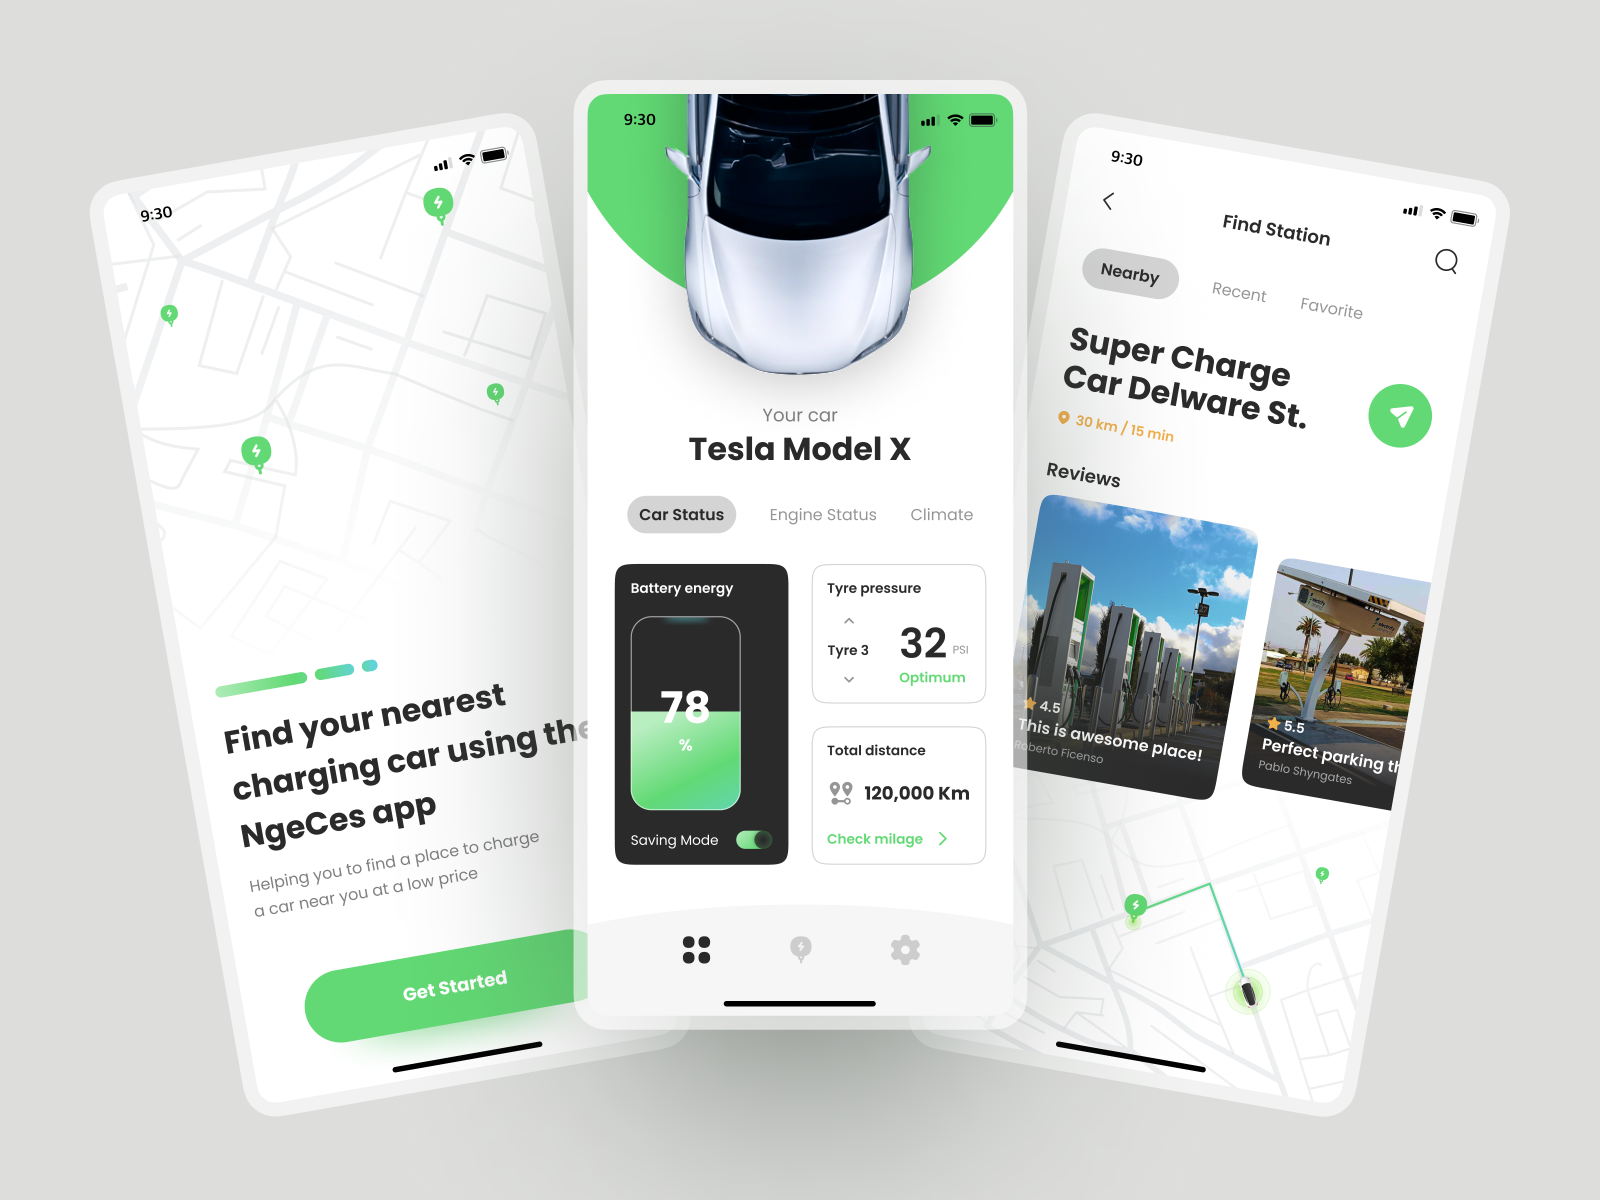 9:30
Find your nearest
charging car using the
NgeCes app
Helping you to find a place to charge
a car near you at a low price
Get Started
9:30
Your car
Tesla Model X
Car Status
Engine Status
Climate
Battery energy
78
%
Saving Mode
Tyre pressure
Tyre 3
32 PSI
Optimum
Total distance
120,000 Km
Check milage
9:30
Find Station
Nearby
Recent
Favorite
Super Charge
Car Delware St.
30 km / 15 min
Reviews
4.5
This is awesome place!
Roberto Ficenso
5.5
Perfect parking th
Pablo Shyngates